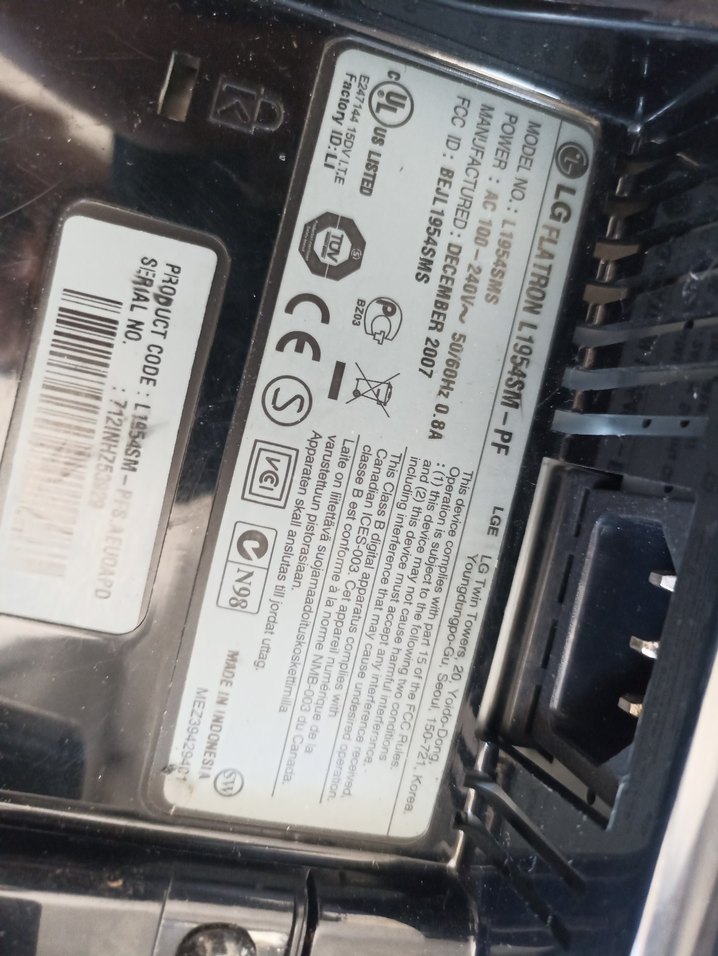 LG FLATRON L1954SM-PF
MODEL NO. : L1954SMS
POWER : AC 100-240V~ 50/60Hz 0.8A
MANUFACTURED : DECEMBER 2007
FCC ID : BEJL1954SMS
LGE LG Twin Towers 20, Yoido-Dong,
Youngdungpo-Gu, Seoul, 150-721, Korea.
This device complies with part 15 of the FCC Rules.
Operation is subject to the following two conditions
: (1) this device may not cause harmful interference,
and (2) this device must accept any interference received,
including interference that may cause undesired operation.
This Class B digital apparatus complies with
Canadian ICES-003. Cet appareil numérique de la
classe B est conforme à la norme NMB-003 du Canada.
Laite on liitettävä suojamaadoituskoskettimilla
varustettuun pistorasiaan.
Apparaten skall anslutas till jordat uttag.
C UL US LISTED
E247144 15DV I.T.E
Factory ID:LI
TÜV
PG
BZ03
CE
S
VCI
N98
MADE IN INDONESIA
SW
K
PRODUCT CODE : L1954SM-
SERIAL NO. :